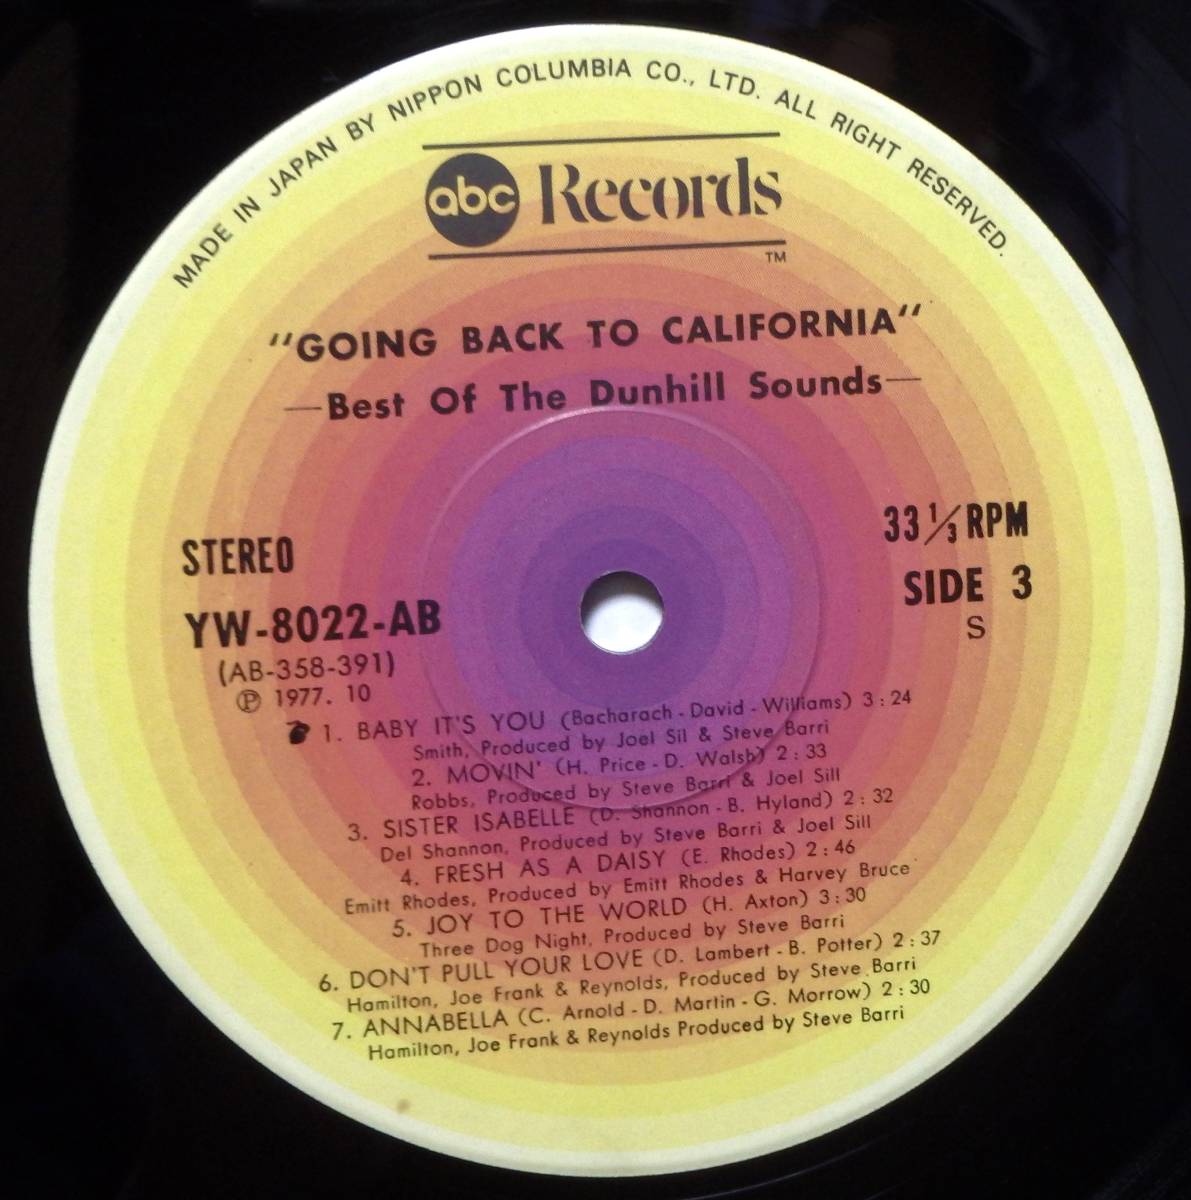 MADE IN JAPAN BY NIPPON COLUMBIA CO., LTD. ALL RIGHT RESERVED.
abc Records
TM
"GOING BACK TO CALIFORNIA"
—Best Of The Dunhill Sounds—
STEREO
33 1/3 RPM
YW-8022-AB
SIDE 3
(AB-358-391)
S
Ⓟ 1977. 10
1. BABY IT'S YOU (Bacharach - David - Williams) 3 : 24
Smith, Produced by Joel Sil & Steve Barri
2. MOVIN' (H. Price - D. Walsh) 2 : 33
Robbs, Produced by Steve Barri & Joel Sill
3. SISTER ISABELLE (D. Shannon - B. Hyland) 2 : 32
Del Shannon, Produced by Steve Barri & Joel Sill
4. FRESH AS A DAISY (E. Rhodes) 2 : 46
Emitt Rhodes, Produced by Emitt Rhodes & Harvey Bruce
5. JOY TO THE WORLD (H. Axton) 3 : 30
Three Dog Night, Produced by Steve Barri
6. DON'T PULL YOUR LOVE (D. Lambert - B. Potter) 2 : 37
Hamilton, Joe Frank & Reynolds, Produced by Steve Barri
7. ANNABELLA (C. Arnold - D. Martin - G. Morrow) 2 : 30
Hamilton, Joe Frank & Reynolds Produced by Steve Barri